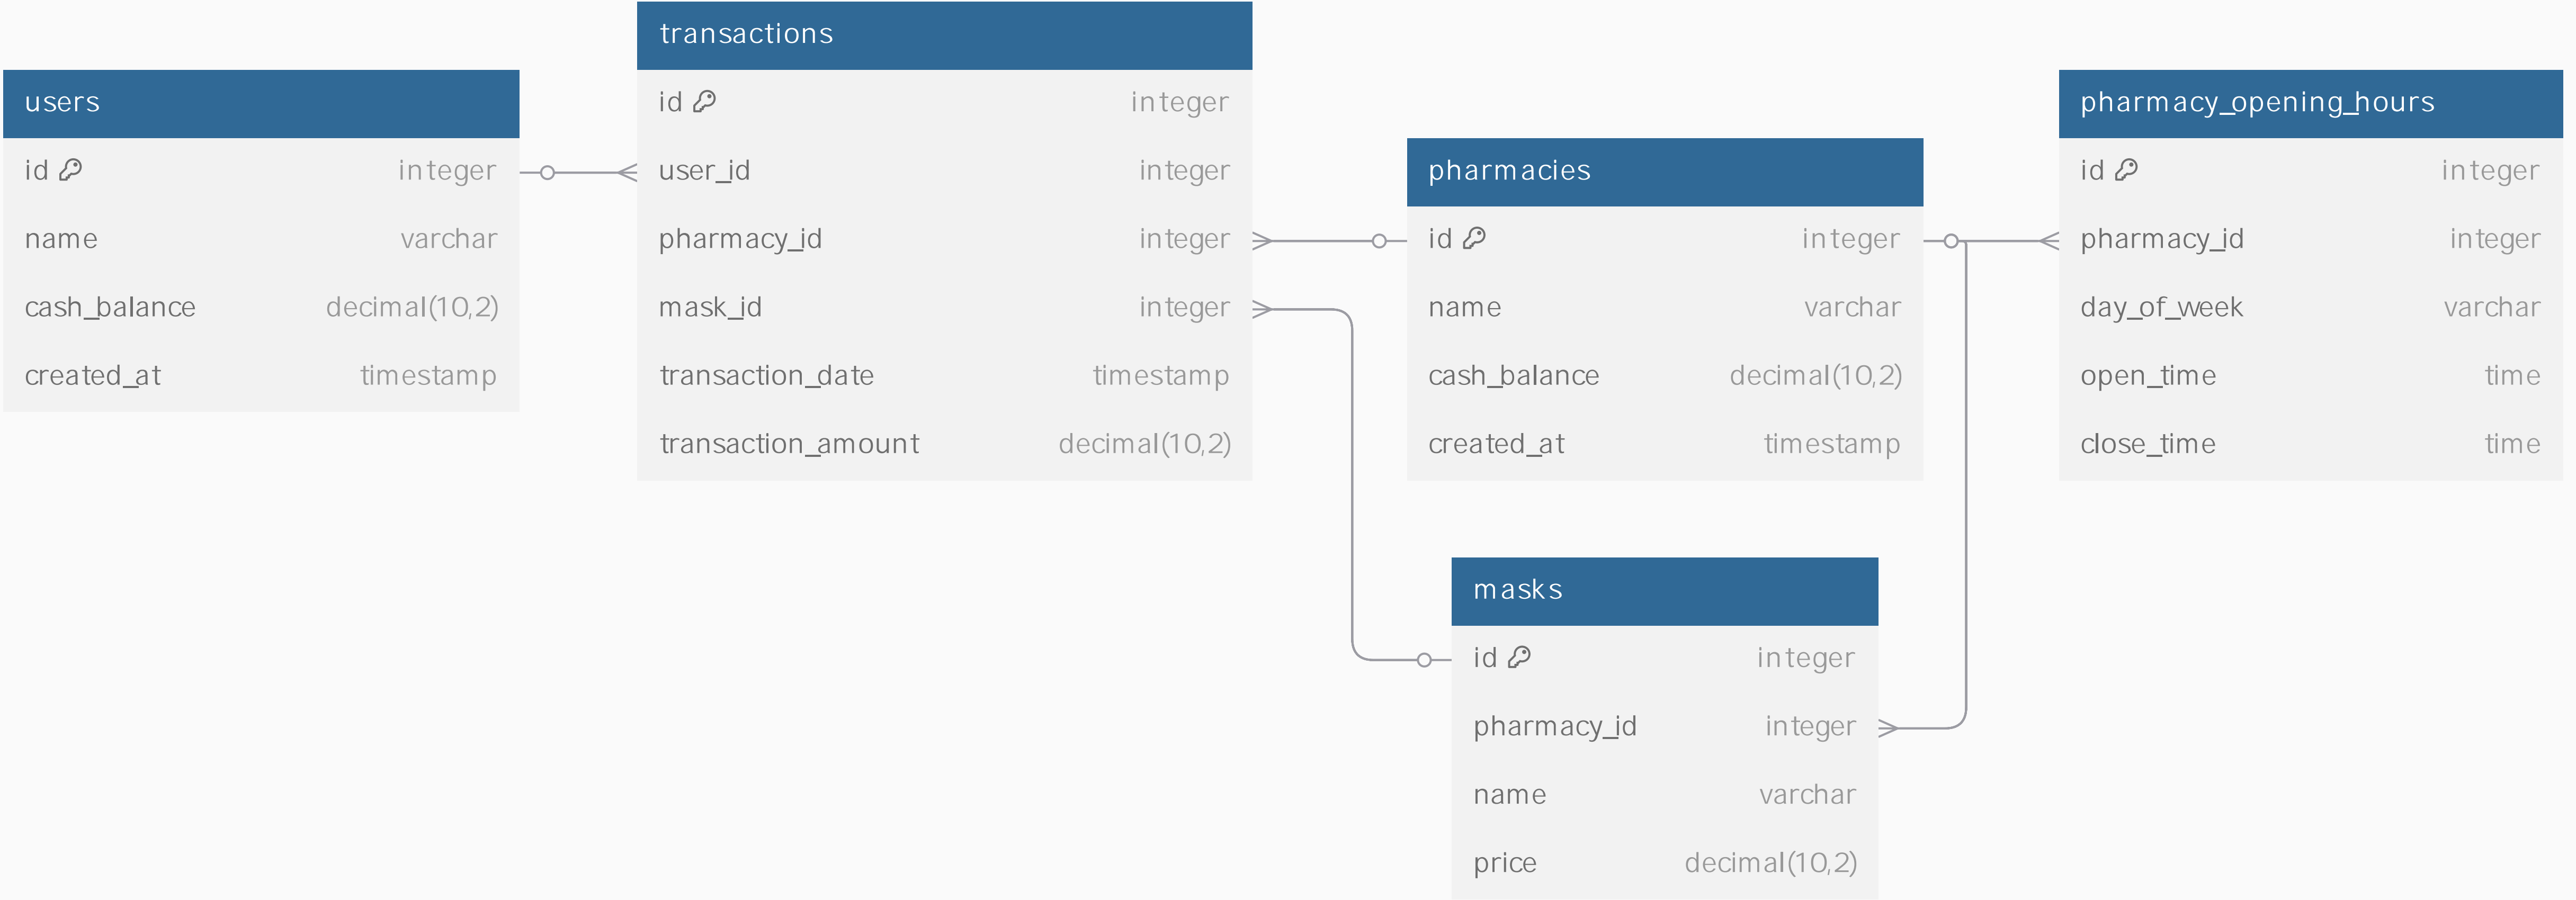 users
id integer
name varchar
cash_balance decimal(10,2)
created_at timestamp
transactions
id integer
user_id integer
pharmacy_id integer
mask_id integer
transaction_date timestamp
transaction_amount decimal(10,2)
pharmacies
id integer
name varchar
cash_balance decimal(10,2)
created_at timestamp
masks
id integer
pharmacy_id integer
name varchar
price decimal(10,2)
pharmacy_opening_hours
id integer
pharmacy_id integer
day_of_week varchar
open_time time
close_time time